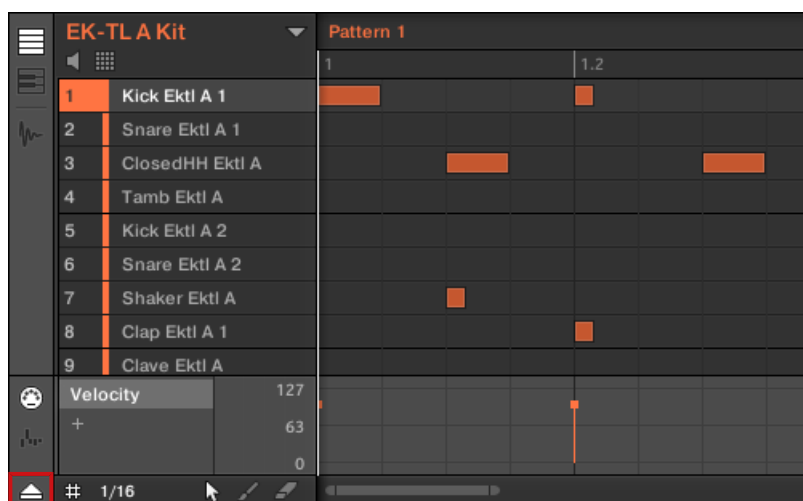 EK-TL A Kit
Pattern 1
1
1.2
1 Kick Ektl A 1
2 Snare Ektl A 1
3 ClosedHH Ektl A
4 Tamb Ektl A
5 Kick Ektl A 2
6 Snare Ektl A 2
7 Shaker Ektl A
8 Clap Ektl A 1
9 Clave Ektl A
Velocity 127
+ 63
0
# 1/16